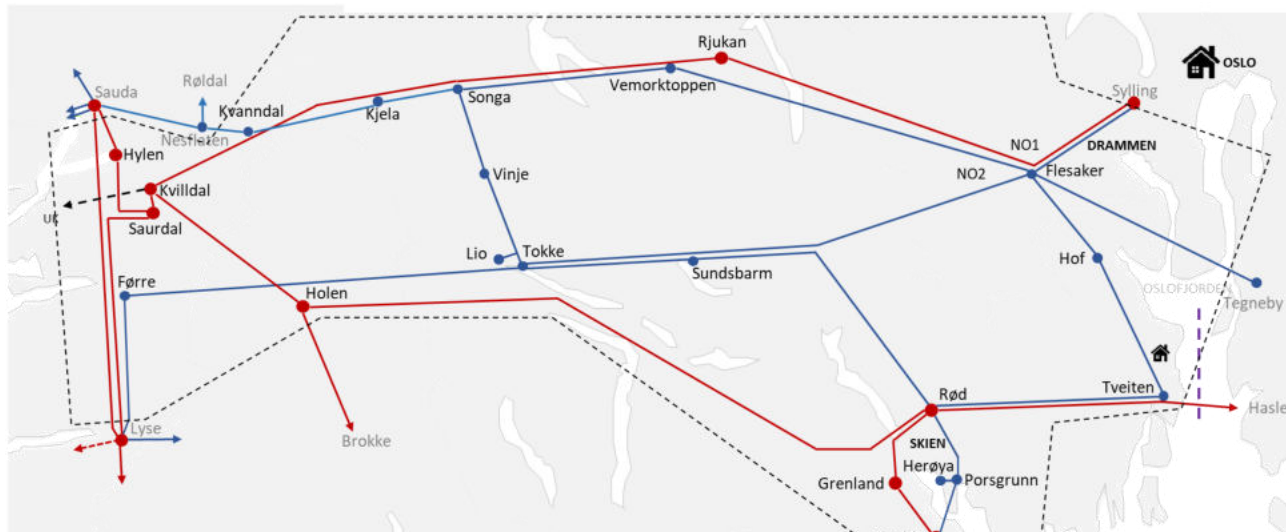 Rjukan
OSLO
Røldal
Vemorktoppen
Sylling
Sauda
Kvanndal
Kjela
Songa
Nesflaten
NO1
DRAMMEN
Hylen
NO2
Flesaker
Vinje
Kvilldal
UK
Saurdal
Lio
Tokke
Hof
Sundsbarm
Førre
OSLOFJORDEN
Holen
Tegneby
Tveiten
Rød
Hasle
Lyse
Brokke
SKIEN
Herøya
Grenland
Porsgrunn